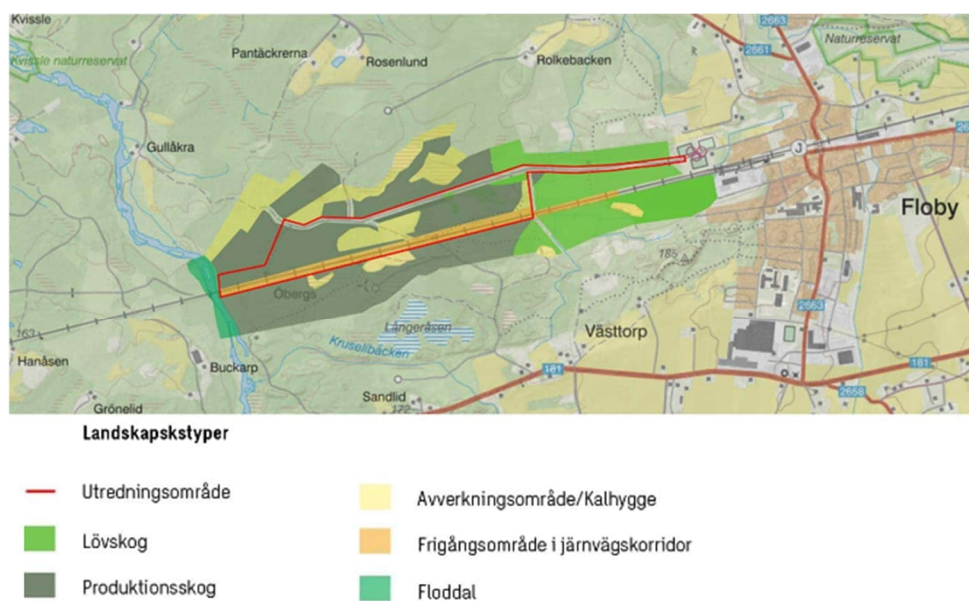 Kvissle
2663
2661
Naturreservat
Pantäckrerna
Rosenlund
Rolkebacken
Kvissle naturreservat
Gullåkra
J
Floby
185
Öbergs
2663
163
Långeråsen
Västtorp
Krusellbäcken
Hanåsen
Buckarp
181
181
Sandlid
172
2658
Grönelid
Landskapskstyper
Utredningsområde
Avverkningsområde/Kalhygge
Lövskog
Frigångsområde i järnvägskorridor
Produktionsskog
Floddal